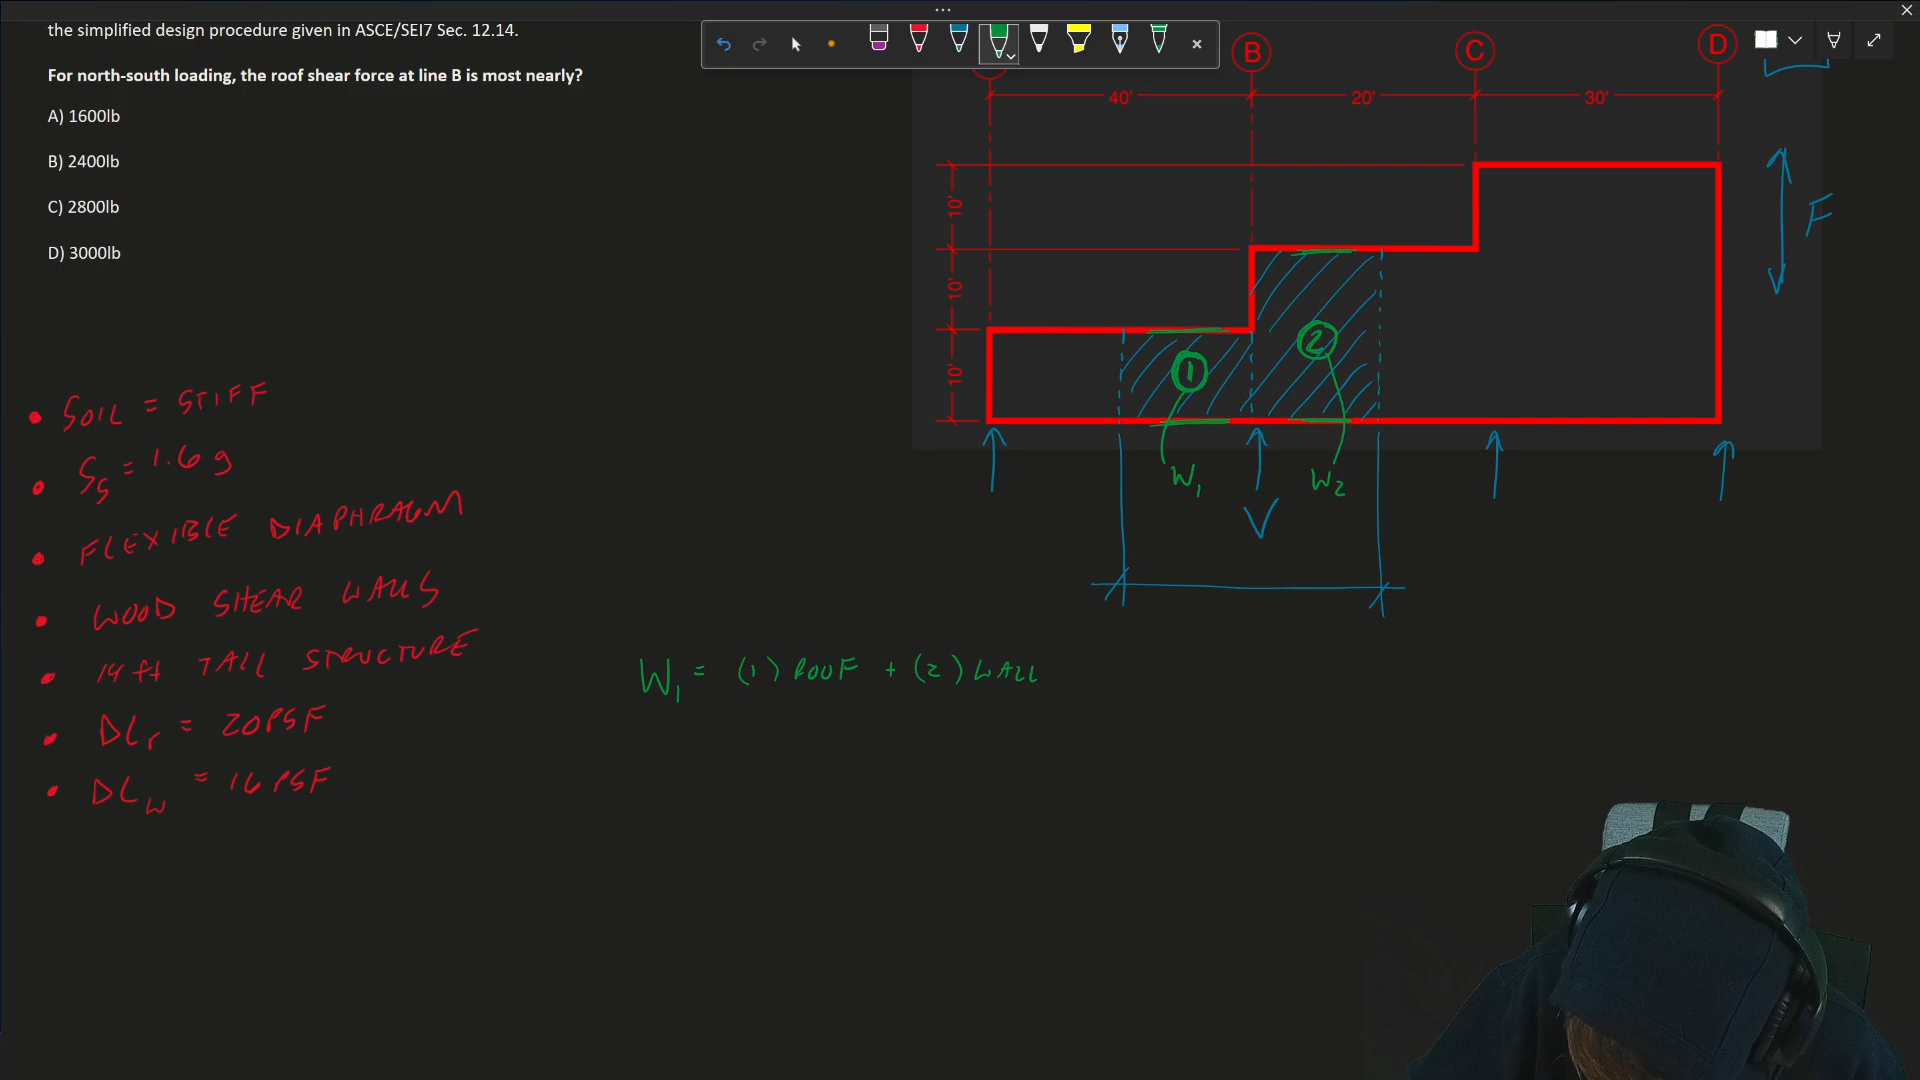 the simplified design procedure given in ASCE/SEI7 Sec. 12.14.
For north-south loading, the roof shear force at line B is most nearly?
A) 1600lb
B) 2400lb
C) 2800lb
D) 3000lb
B
C
D
40'
20'
30'
10'
10'
10'
F
1
2
W1
W2
V
• SOIL = STIFF
• SS = 1.6 g
• FLEXIBLE DIAPHRAGM
• WOOD SHEAR WALLS
• 14 ft TALL STRUCTURE
• DLr = 20PSF
• DLW = 16 PSF
W1 = (1) ROOF + (2) WALL